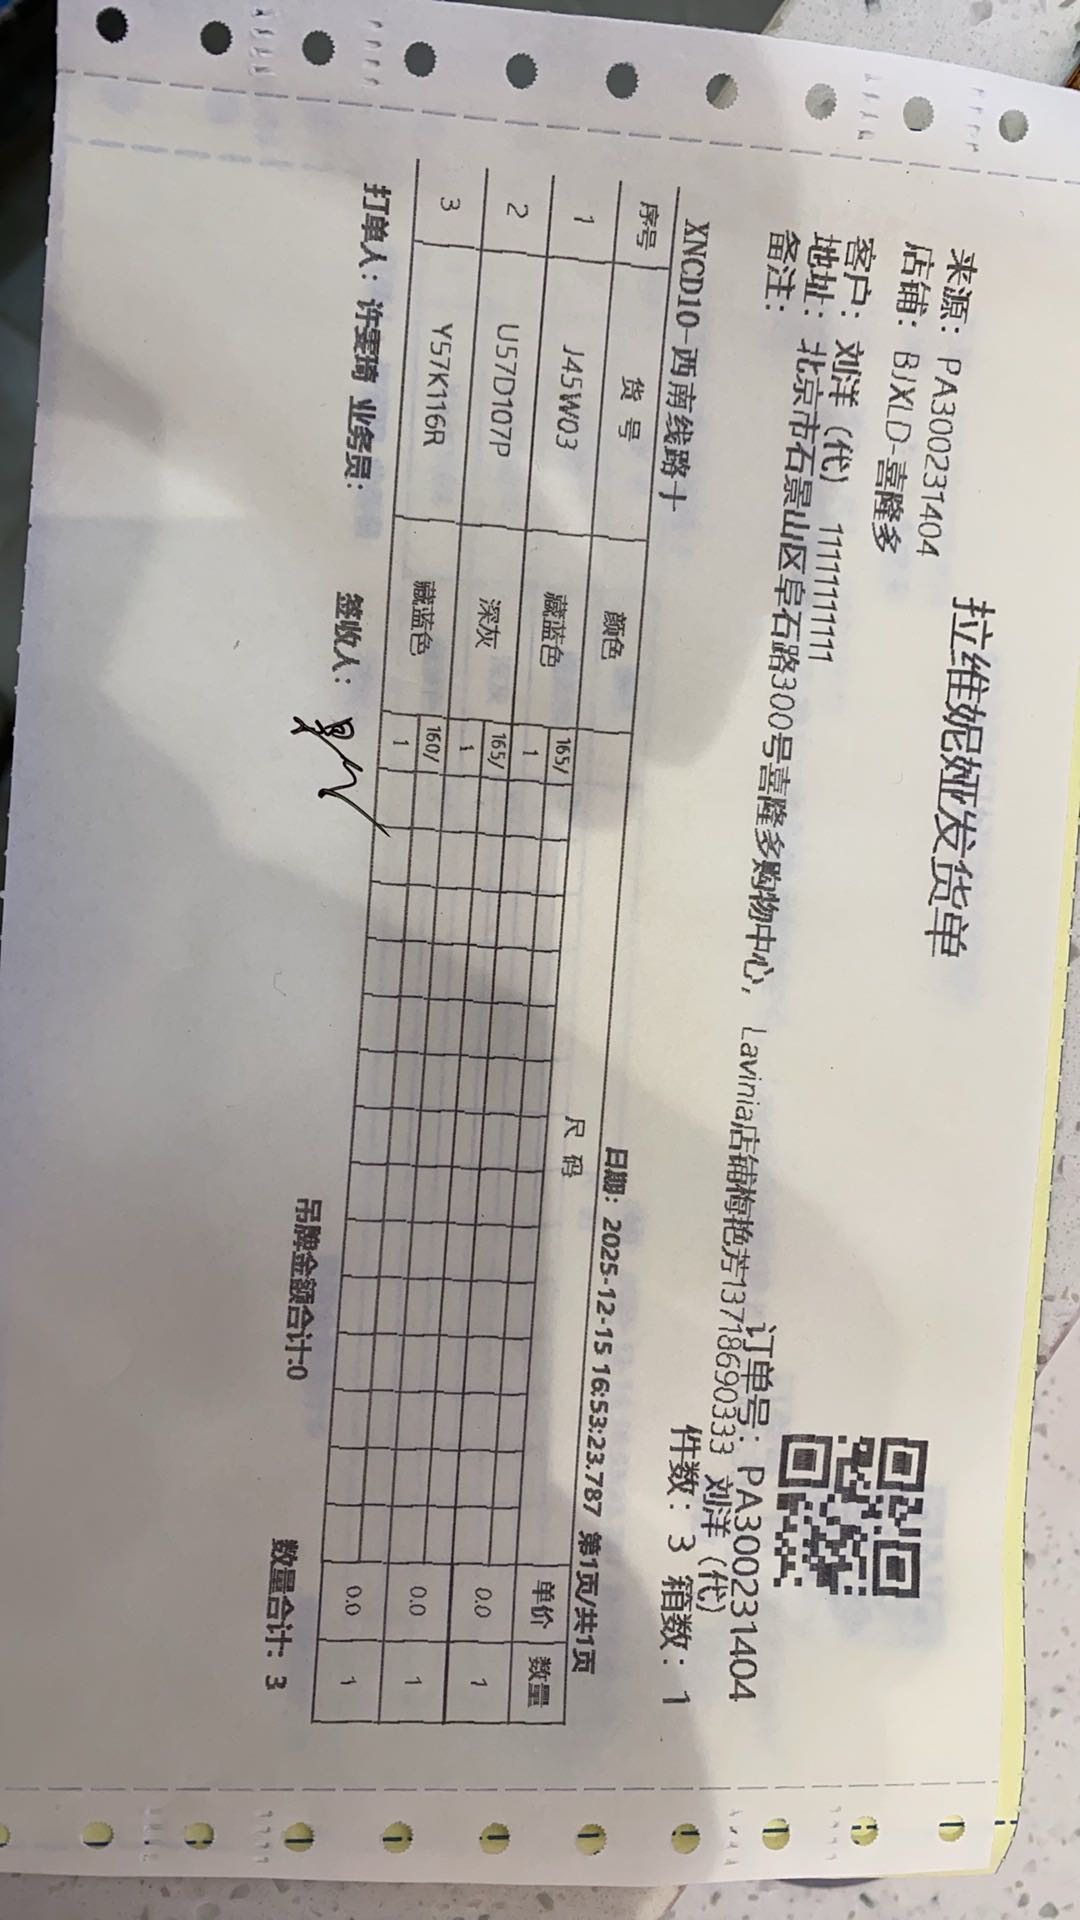 拉维妮娅发货单
来源：PA300231404
店铺：BJXLD-喜隆多
订单号：PA300231404
客户：刘洋（代） 11111111111
地址：北京市石景山区阜石路300号喜隆多购物中心， Lavinia店铺梅艳芳13718690333 刘洋（代）
备注：
件数：3 箱数：1
XNCD10-西南线路十
日期：2025-12-15 16:53:23.787 第1页/共1页
序号 货号 颜色 尺码 单价 数量
1 J45W03 藏蓝色 165/ 0.0 1
1
2 U57D107P 深灰 165/ 0.0 1
1
3 Y57K116R 藏蓝色 160/ 0.0 1
1
打单人：许雯琦 业务员： 签收人： 吊牌金额合计:0 数量合计：3